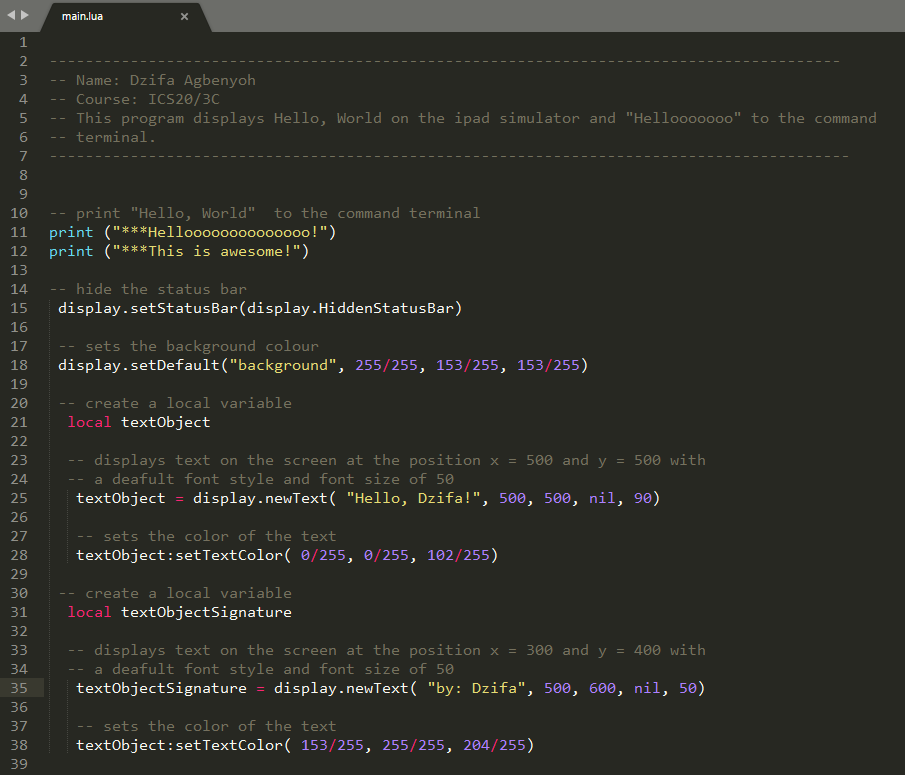 main.lua ×
1
2 ----------------------------------------------------------------------------------------
3 -- Name: Dzifa Agbenyoh
4 -- Course: ICS20/3C
5 -- This program displays Hello, World on the ipad simulator and "Hellooooooo" to the command
6 -- terminal.
7 -----------------------------------------------------------------------------------------
8
9
10 -- print "Hello, World"  to the command terminal
11 print ("***Helloooooooooooooo!")
12 print ("***This is awesome!")
13
14 -- hide the status bar
15  display.setStatusBar(display.HiddenStatusBar)
16
17  -- sets the background colour
18  display.setDefault("background", 255/255, 153/255, 153/255)
19
20  -- create a local variable
21   local textObject
22
23   -- displays text on the screen at the position x = 500 and y = 500 with
24   -- a deafult font style and font size of 50
25    textObject = display.newText( "Hello, Dzifa!", 500, 500, nil, 90)
26
27    -- sets the color of the text
28    textObject:setTextColor( 0/255, 0/255, 102/255)
29
30  -- create a local variable
31   local textObjectSignature
32
33   -- displays text on the screen at the position x = 300 and y = 400 with
34   -- a deafult font style and font size of 50
35    textObjectSignature = display.newText( "by: Dzifa", 500, 600, nil, 50)
36
37    -- sets the color of the text
38    textObject:setTextColor( 153/255, 255/255, 204/255)
39